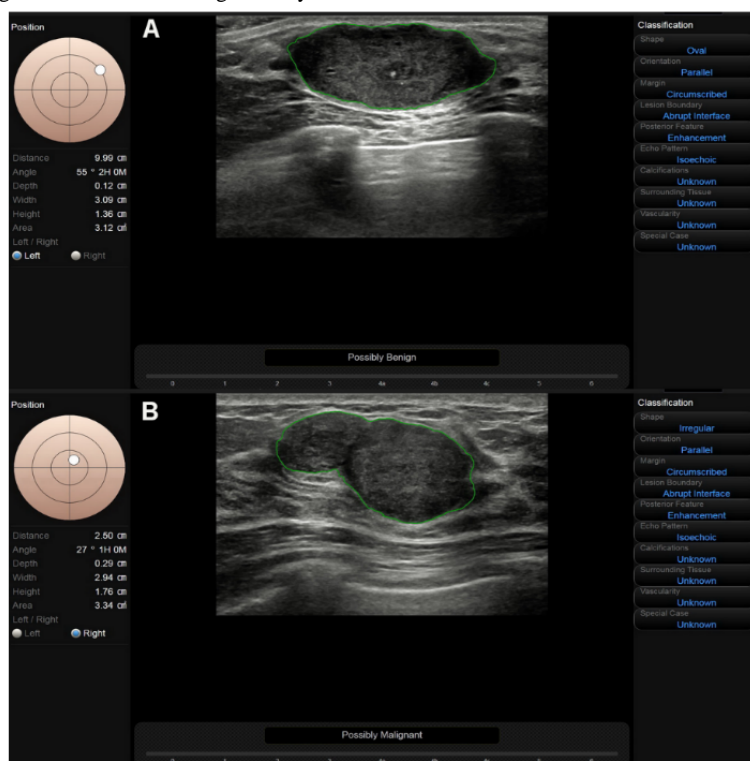 Position
A
Distance 9.99 cm
Angle 55 ° 2H 0M
Depth 0.12 cm
Width 3.09 cm
Height 1.36 cm
Area 3.12 cm²
Left / Right
Left Right
Classification
Shape
Oval
Orientation
Parallel
Margin
Circumscribed
Lesion Boundary
Abrupt Interface
Posterior Feature
Enhancement
Echo Pattern
Isoechoic
Calcifications
Unknown
Surrounding Tissue
Unknown
Vascularity
Unknown
Special Case
Unknown
Possibly Benign
0 1 2 3 4a 4b 4c 5 6
Position
B
Distance 2.50 cm
Angle 27 ° 1H 0M
Depth 0.29 cm
Width 2.94 cm
Height 1.76 cm
Area 3.34 cm²
Left / Right
Left Right
Classification
Shape
Irregular
Orientation
Parallel
Margin
Circumscribed
Lesion Boundary
Abrupt Interface
Posterior Feature
Enhancement
Echo Pattern
Isoechoic
Calcifications
Unknown
Surrounding Tissue
Unknown
Vascularity
Unknown
Special Case
Unknown
Possibly Malignant